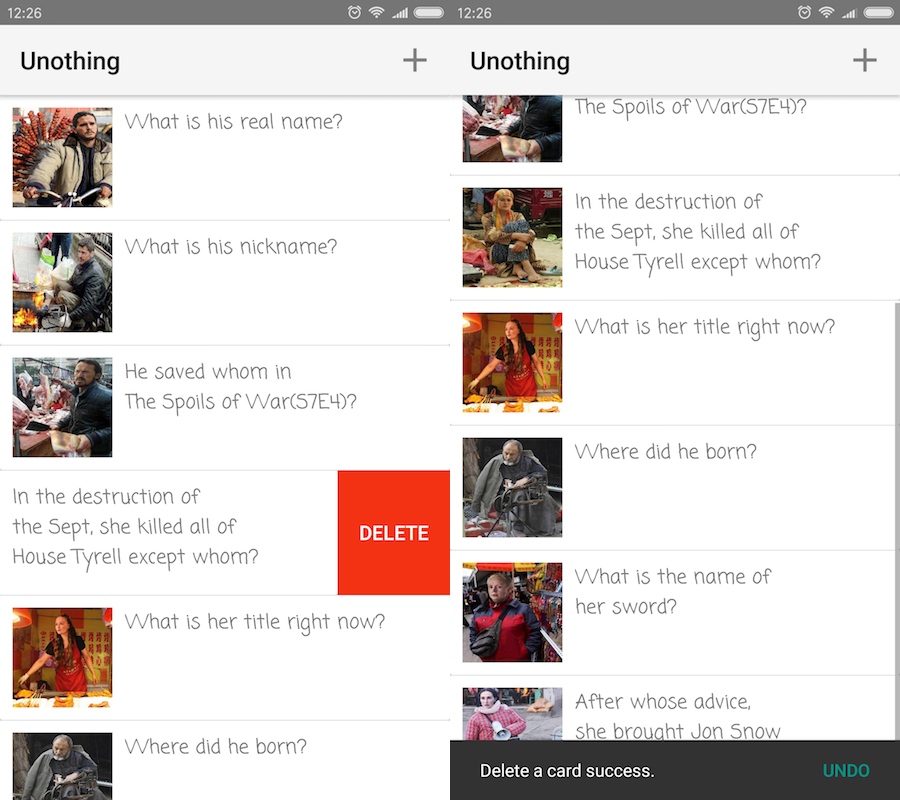 12:26
Unothing
What is his real name?
What is his nickname?
He saved whom in
The Spoils of War(S7E4)?
In the destruction of
the Sept, she killed all of
House Tyrell except whom?
DELETE
What is her title right now?
Where did he born?
12:26
Unothing
The Spoils of War(S7E4)?
In the destruction of
the Sept, she killed all of
House Tyrell except whom?
What is her title right now?
Where did he born?
What is the name of
her sword?
After whose advice,
she brought Jon Snow
Delete a card success.
UNDO